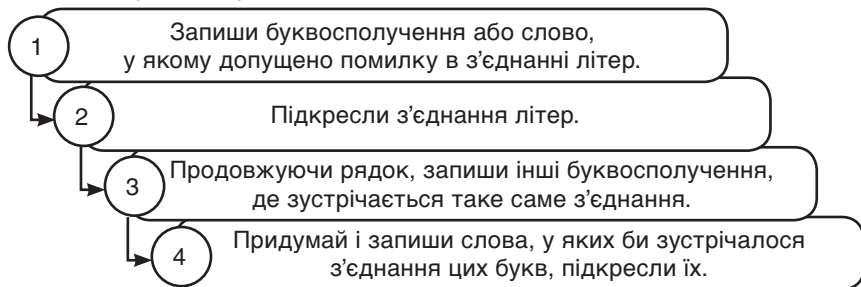 1
Запиши буквосполучення або слово,
у якому допущено помилку в з’єднанні літер.
2
Підкресли з’єднання літер.
3
Продовжуючи рядок, запиши інші буквосполучення,
де зустрічається таке саме з’єднання.
4
Придумай і запиши слова, у яких би зустрічалося
з’єднання цих букв, підкресли їх.